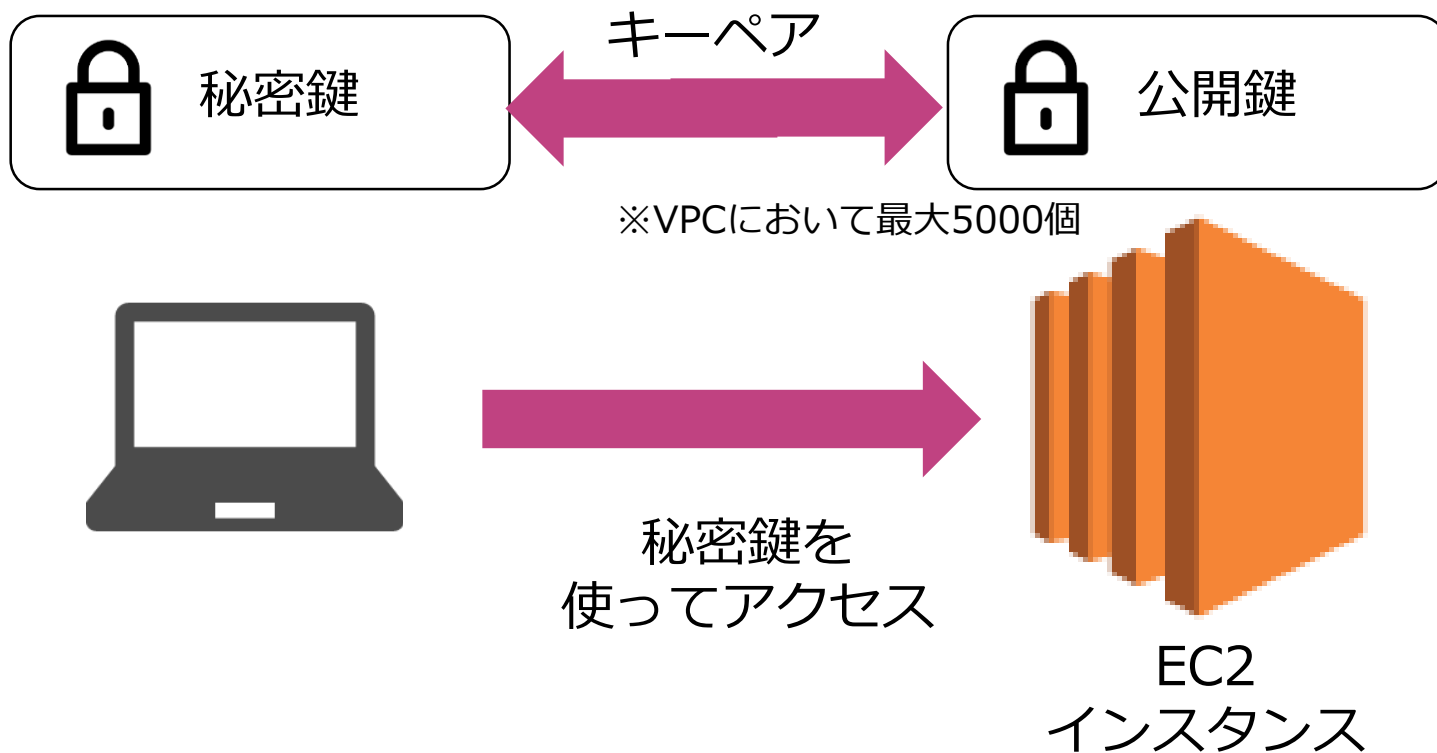 キーペア
秘密鍵
公開鍵
※VPCにおいて最大5000個
秘密鍵を
使ってアクセス
EC2
インスタンス